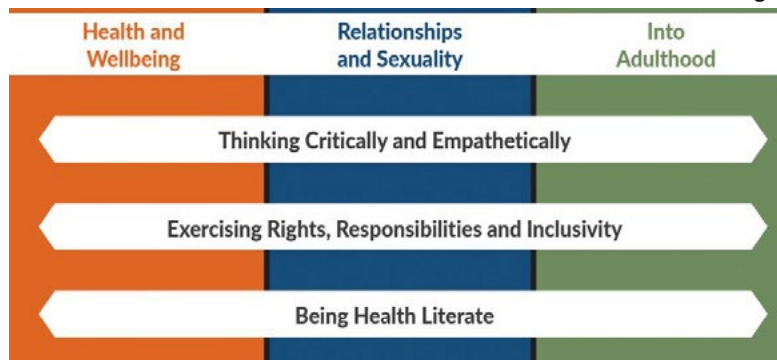 Health and
Wellbeing
Relationships
and Sexuality
Into
Adulthood
Thinking Critically and Empathetically
Exercising Rights, Responsibilities and Inclusivity
Being Health Literate